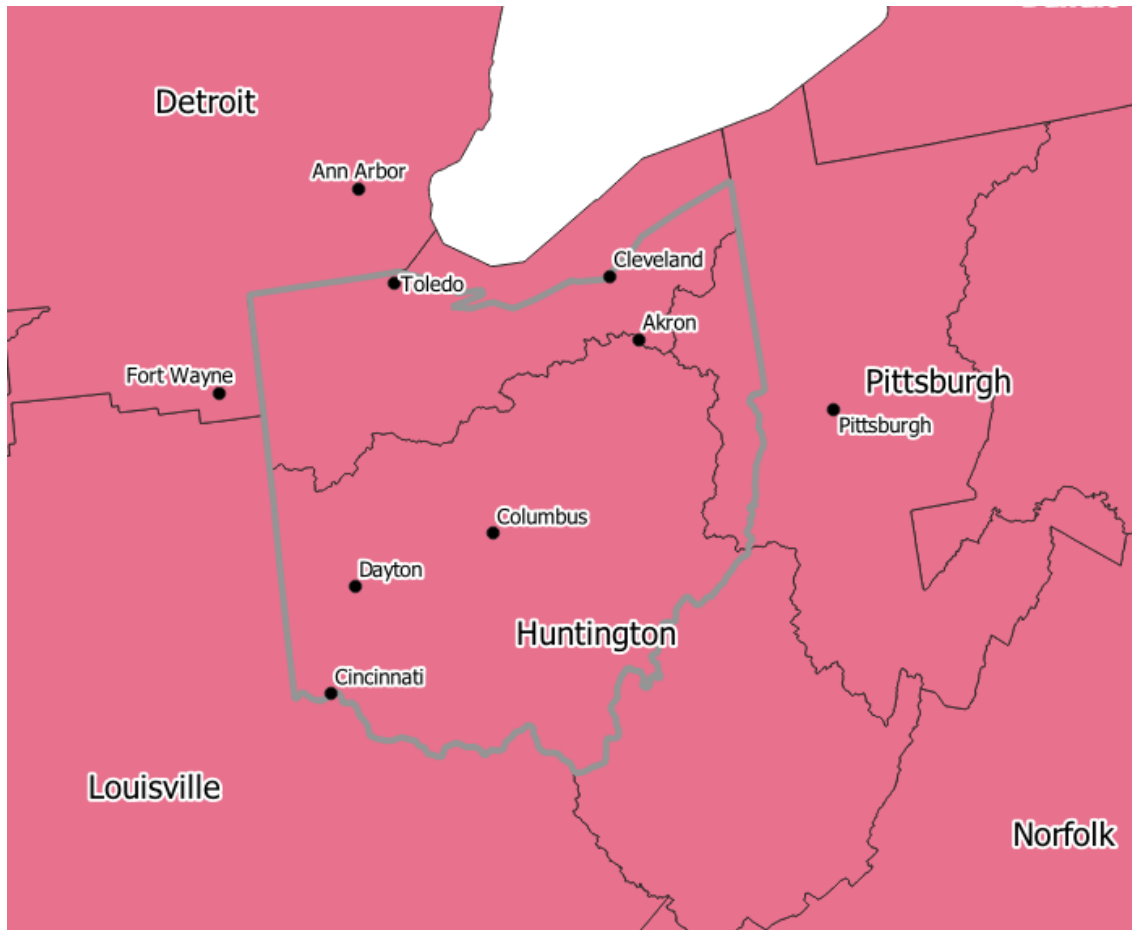 Detroit
Ann Arbor
Cleveland
Toledo
Akron
Fort Wayne
Pittsburgh
Pittsburgh
Columbus
Dayton
Huntington
Cincinnati
Louisville
Norfolk